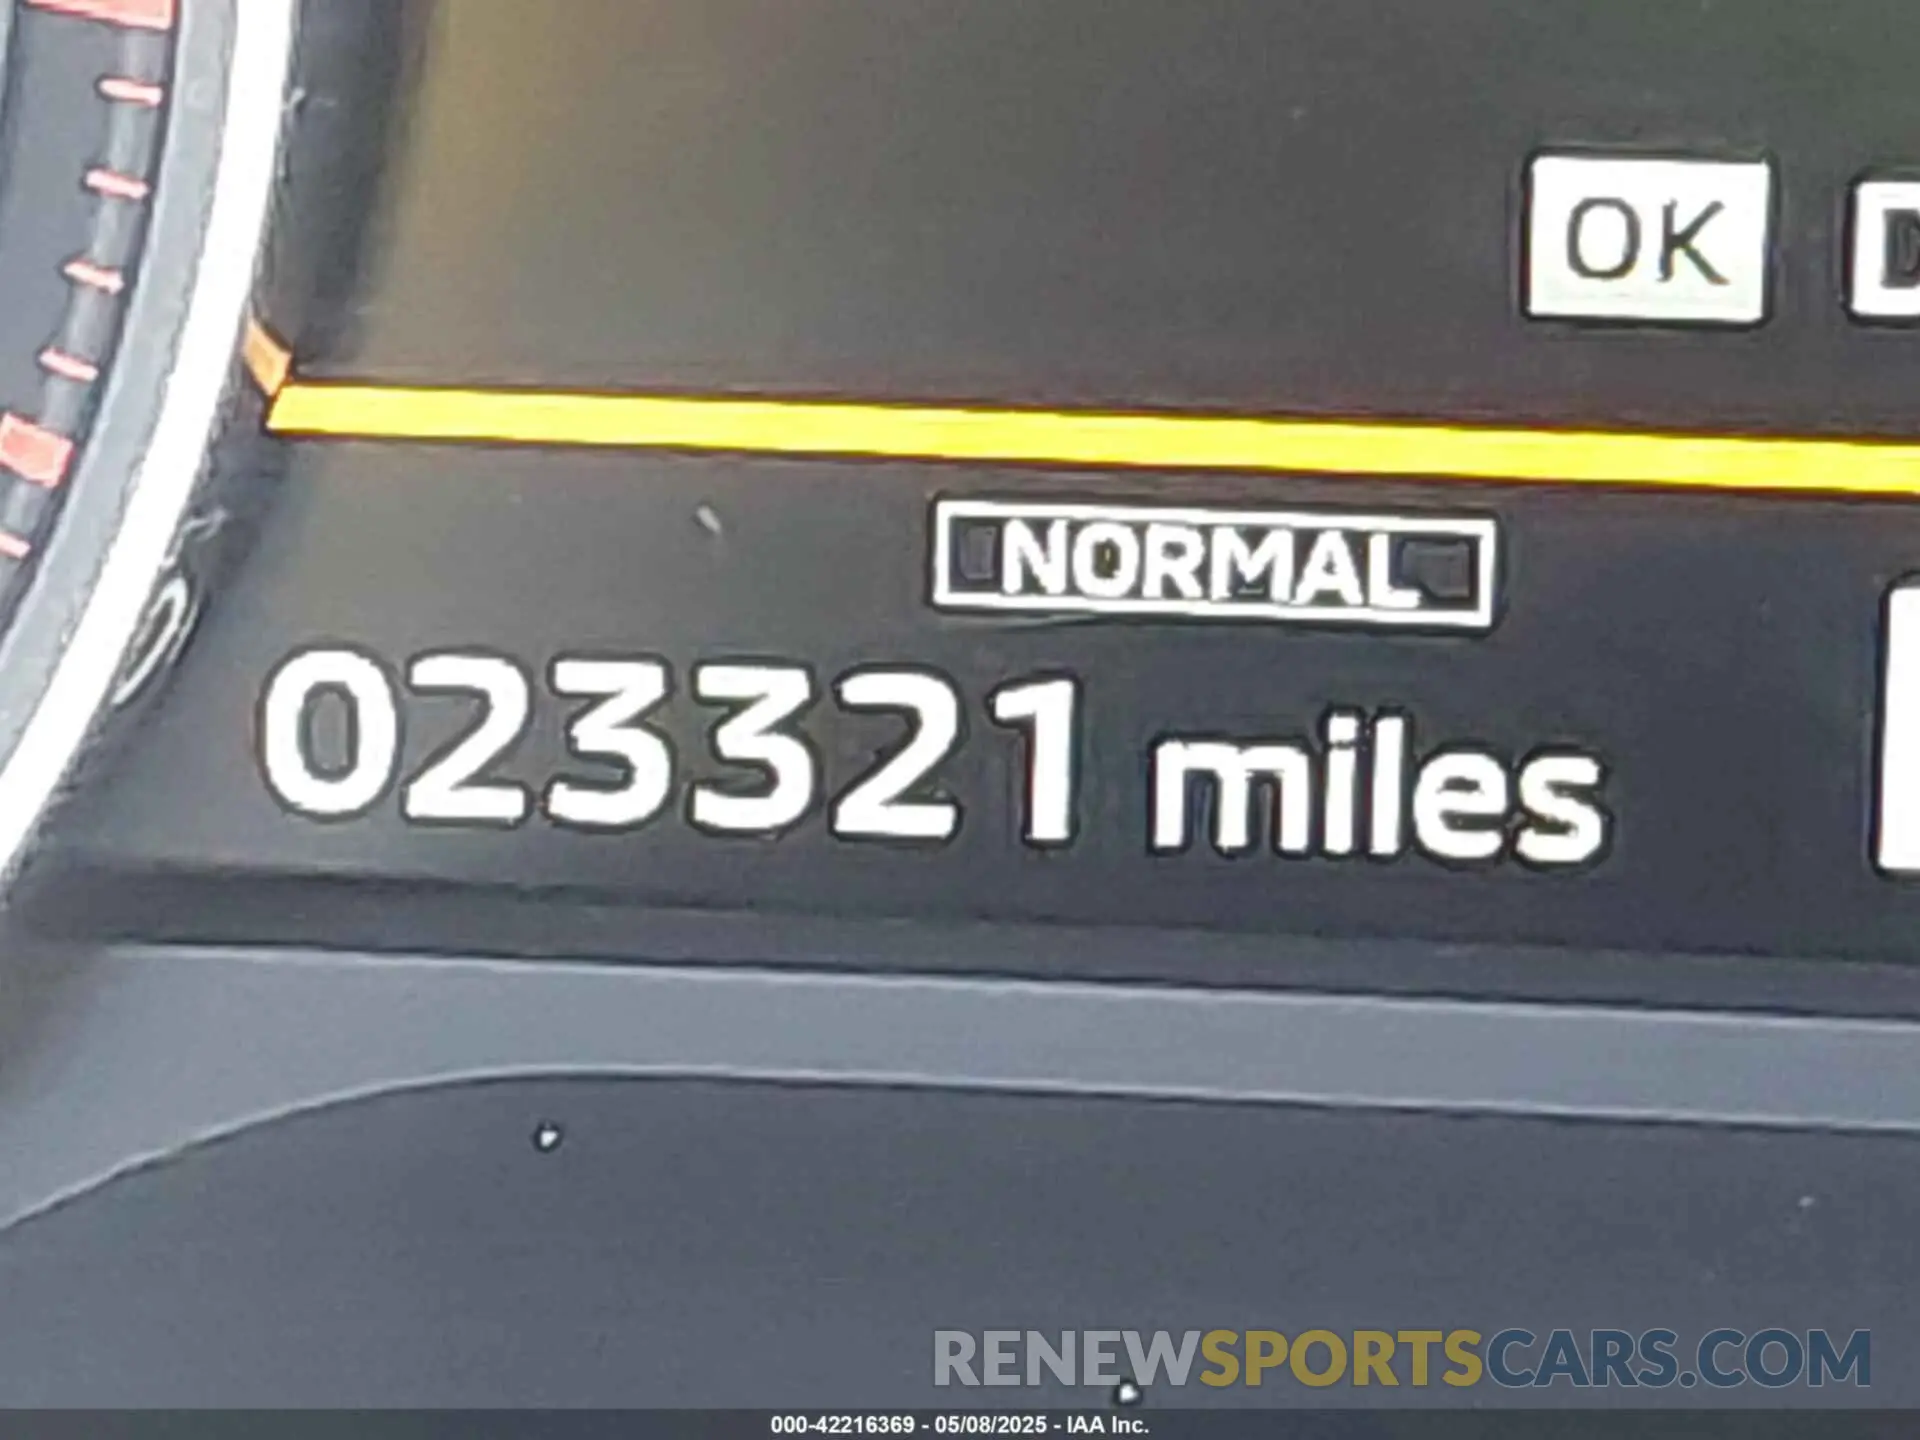 OK
NORMAL
023321 miles
RENEWSPORTSCARS.COM
000-42216369 - 05/08/2025 - IAA Inc.